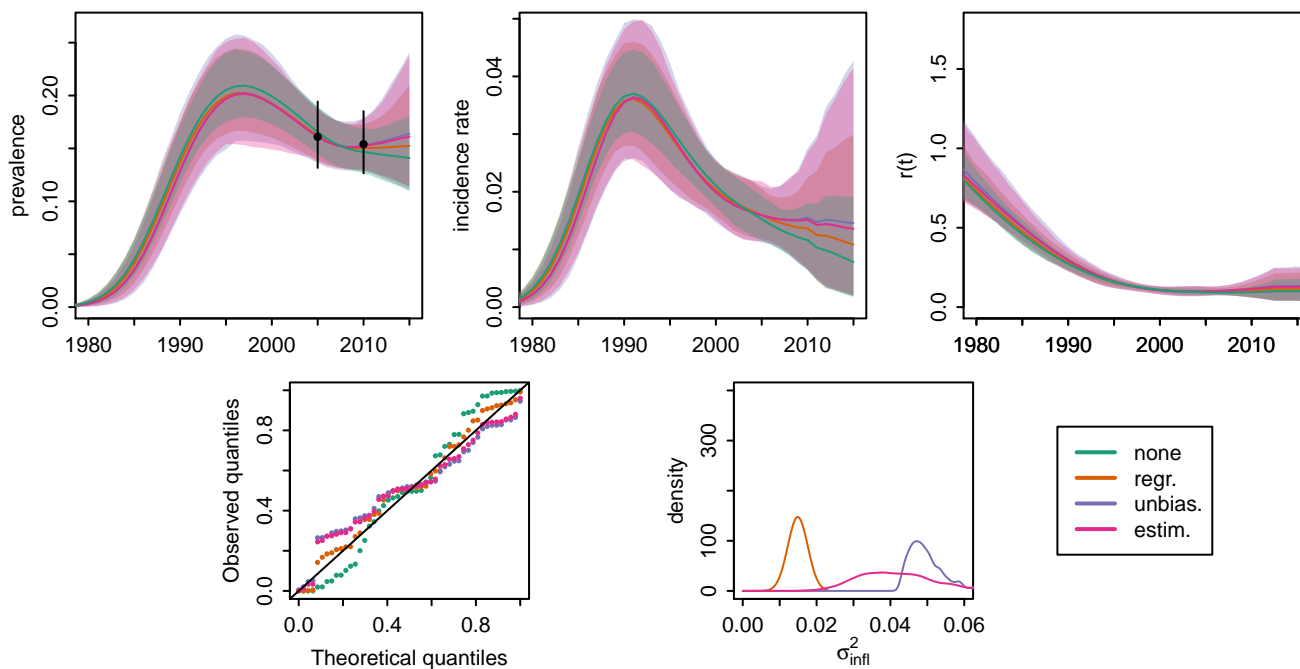 prevalence
0.00 0.10 0.20
1980 1990 2000 2010
incidence rate
0.00 0.02 0.04
1980 1990 2000 2010
r(t)
0.0 0.5 1.0 1.5
1980 1990 2000 2010
Observed quantiles
0.0 0.4 0.8
0.0 0.4 0.8
Theoretical quantiles
density
0 100 300
0.00 0.02 0.04 0.06
σ²infl
none
regr.
unbias.
estim.